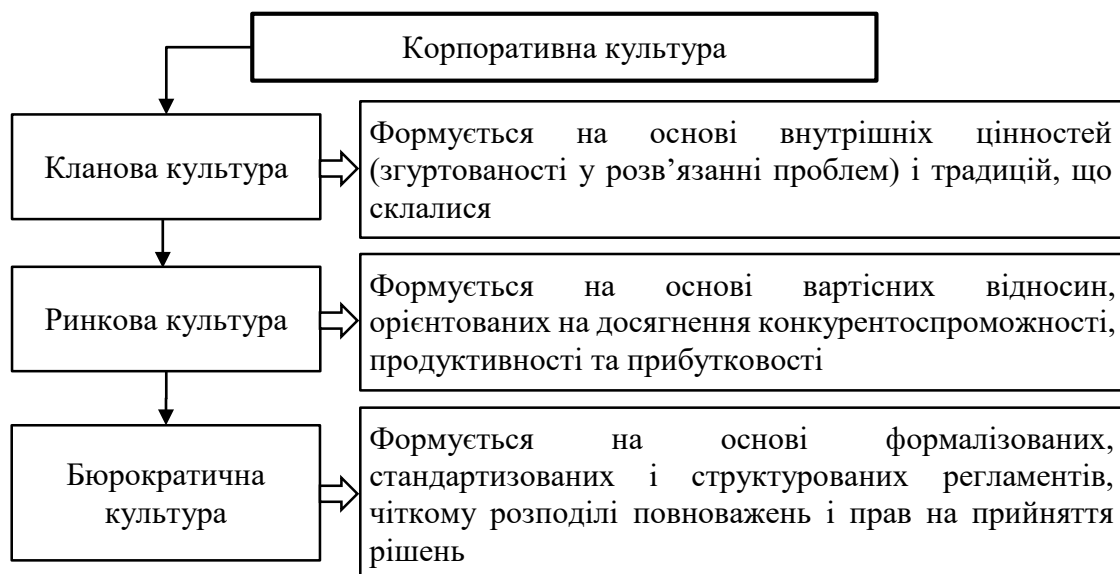 Корпоративна культура
Кланова культура
Формується на основі внутрішніх цінностей
(згуртованості у розв’язанні проблем) і традицій, що
склалися
Ринкова культура
Формується на основі вартісних відносин,
орієнтованих на досягнення конкурентоспроможності,
продуктивності та прибутковості
Бюрократична
культура
Формується на основі формалізованих,
стандартизованих і структурованих регламентів,
чіткому розподілі повноважень і прав на прийняття
рішень